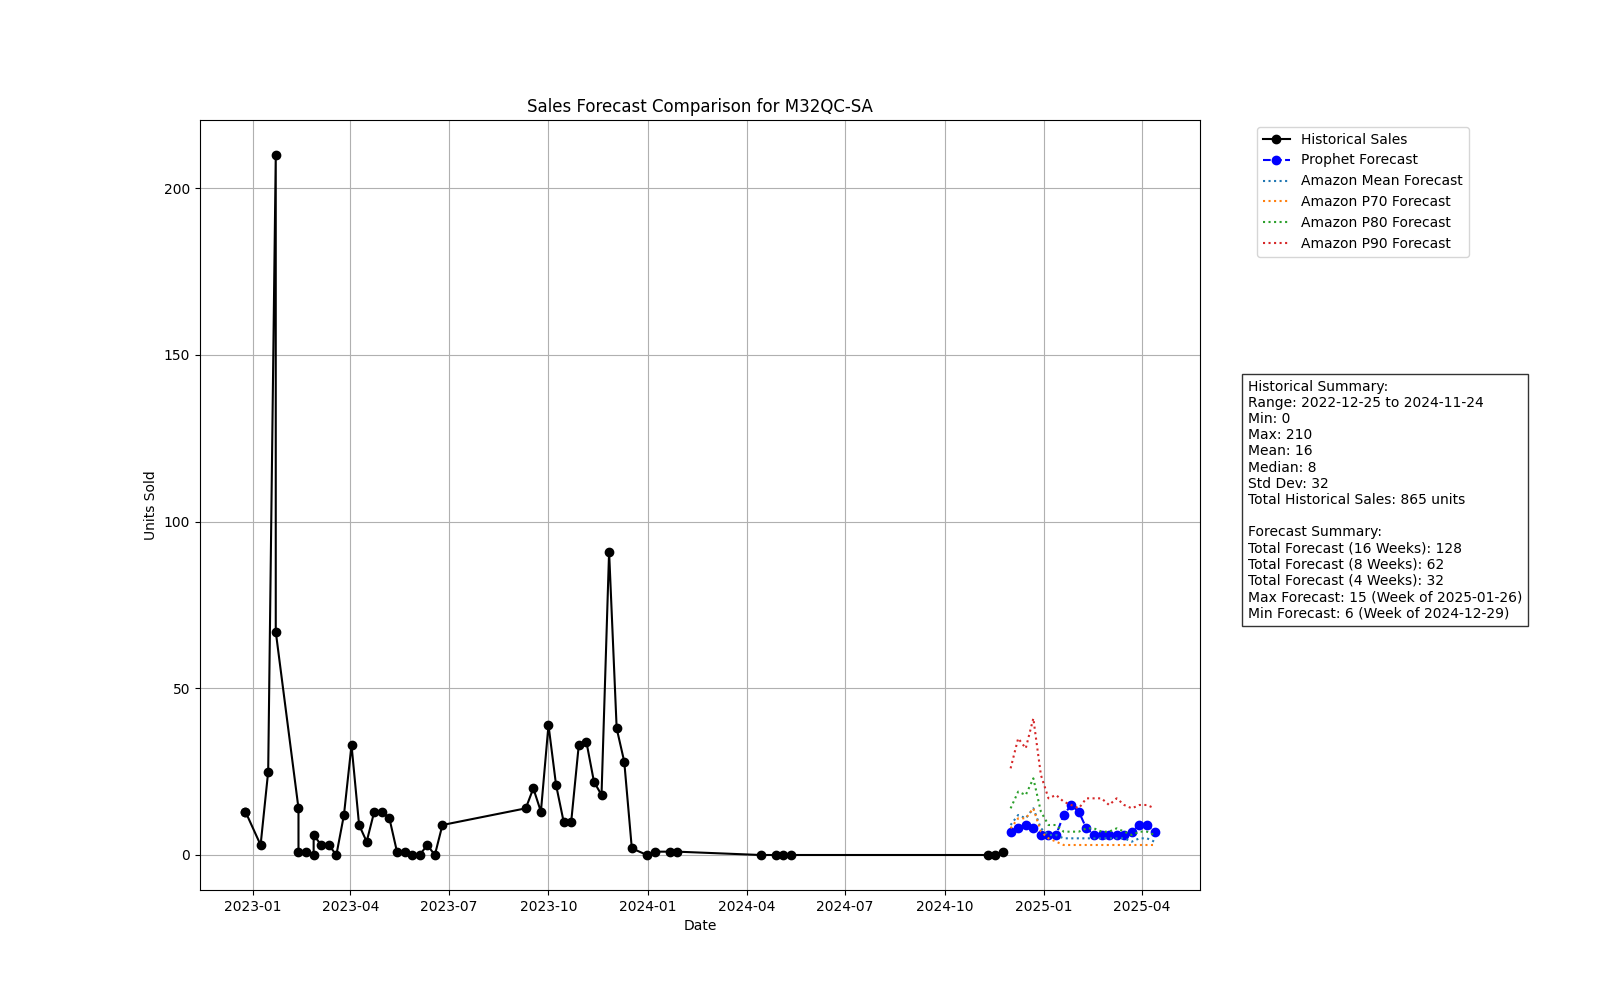 Sales Forecast Comparison for M32QC-SA
Historical Sales
Prophet Forecast
Amazon Mean Forecast
Amazon P70 Forecast
Amazon P80 Forecast
Amazon P90 Forecast
200
150
100
50
0
Units Sold
2023-01
2023-04
2023-07
2023-10
2024-01
2024-04
2024-07
2024-10
2025-01
2025-04
Date
Historical Summary:
Range: 2022-12-25 to 2024-11-24
Min: 0
Max: 210
Mean: 16
Median: 8
Std Dev: 32
Total Historical Sales: 865 units
Forecast Summary:
Total Forecast (16 Weeks): 128
Total Forecast (8 Weeks): 62
Total Forecast (4 Weeks): 32
Max Forecast: 15 (Week of 2025-01-26)
Min Forecast: 6 (Week of 2024-12-29)